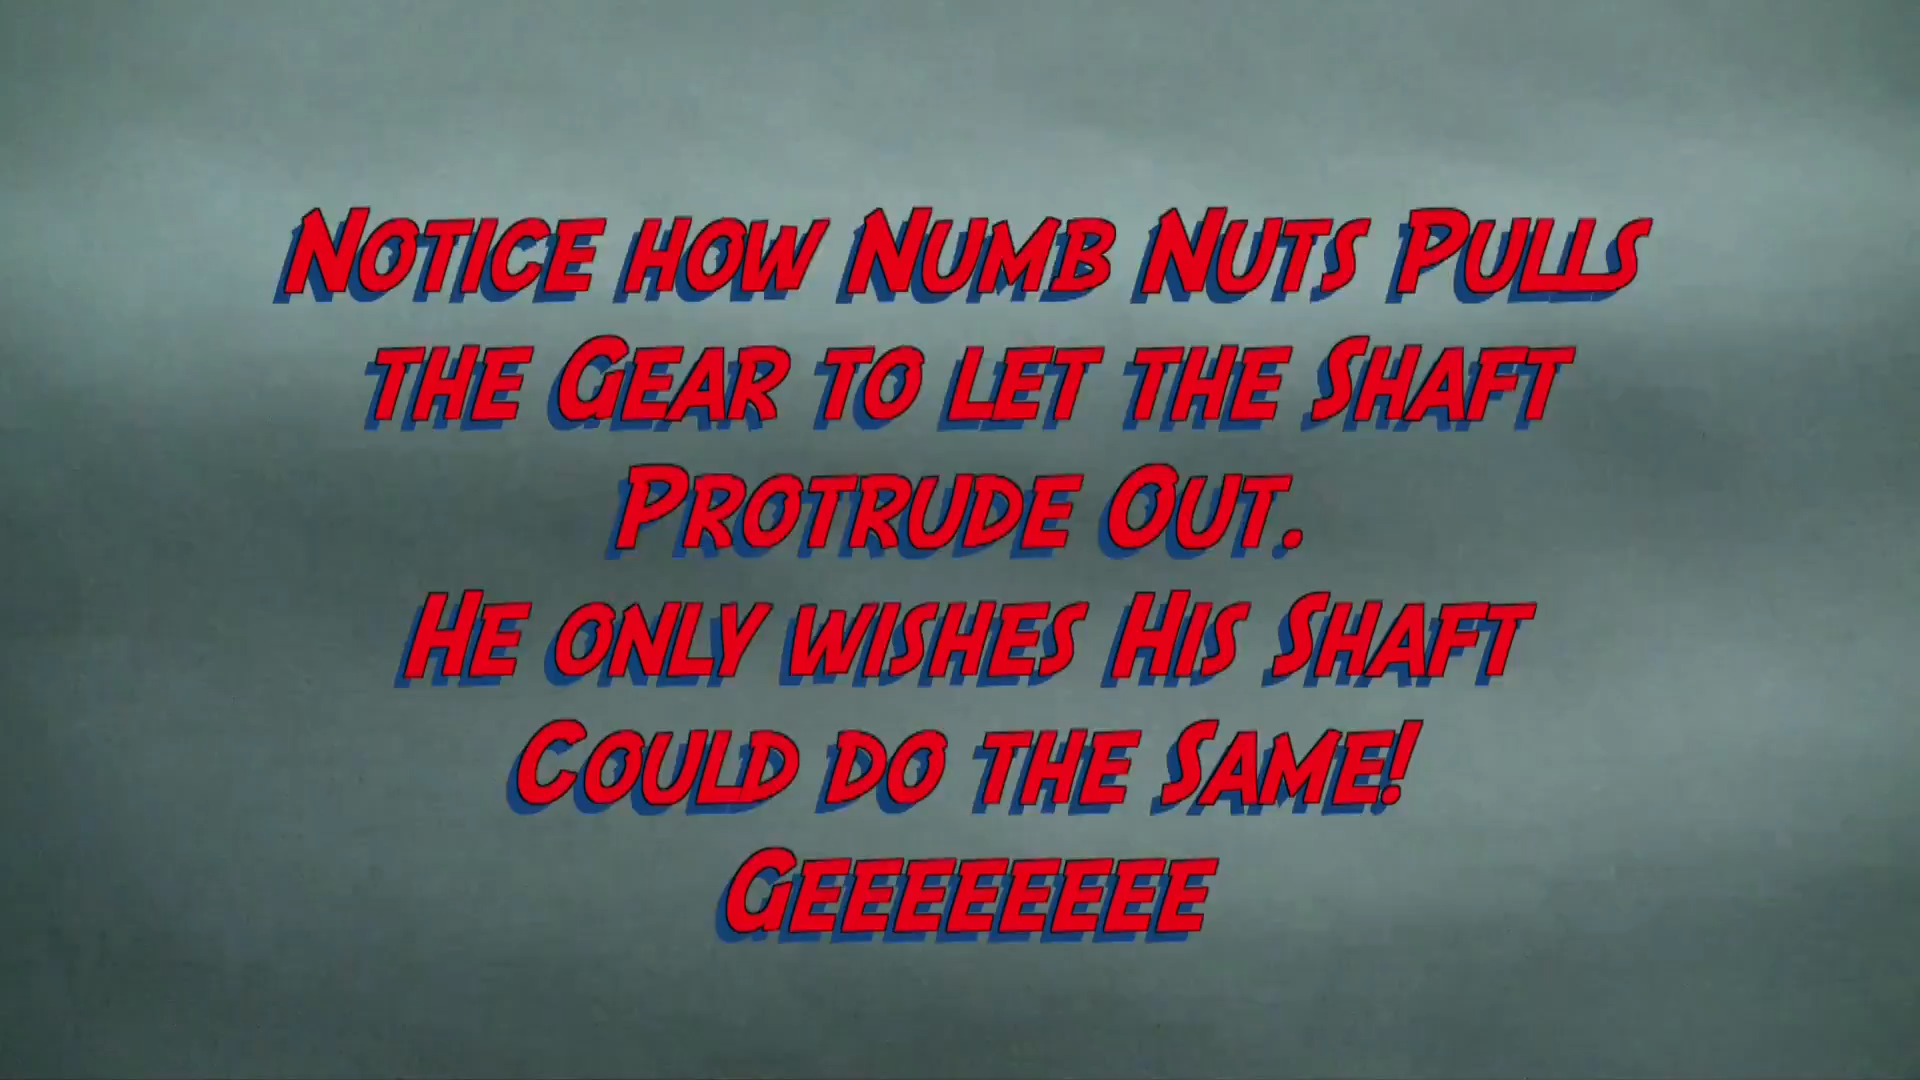 Notice how Numb Nuts Pulls
the Gear to let the Shaft
Protrude Out.
He only wishes His Shaft
Could do the Same!
Geeeeeeee